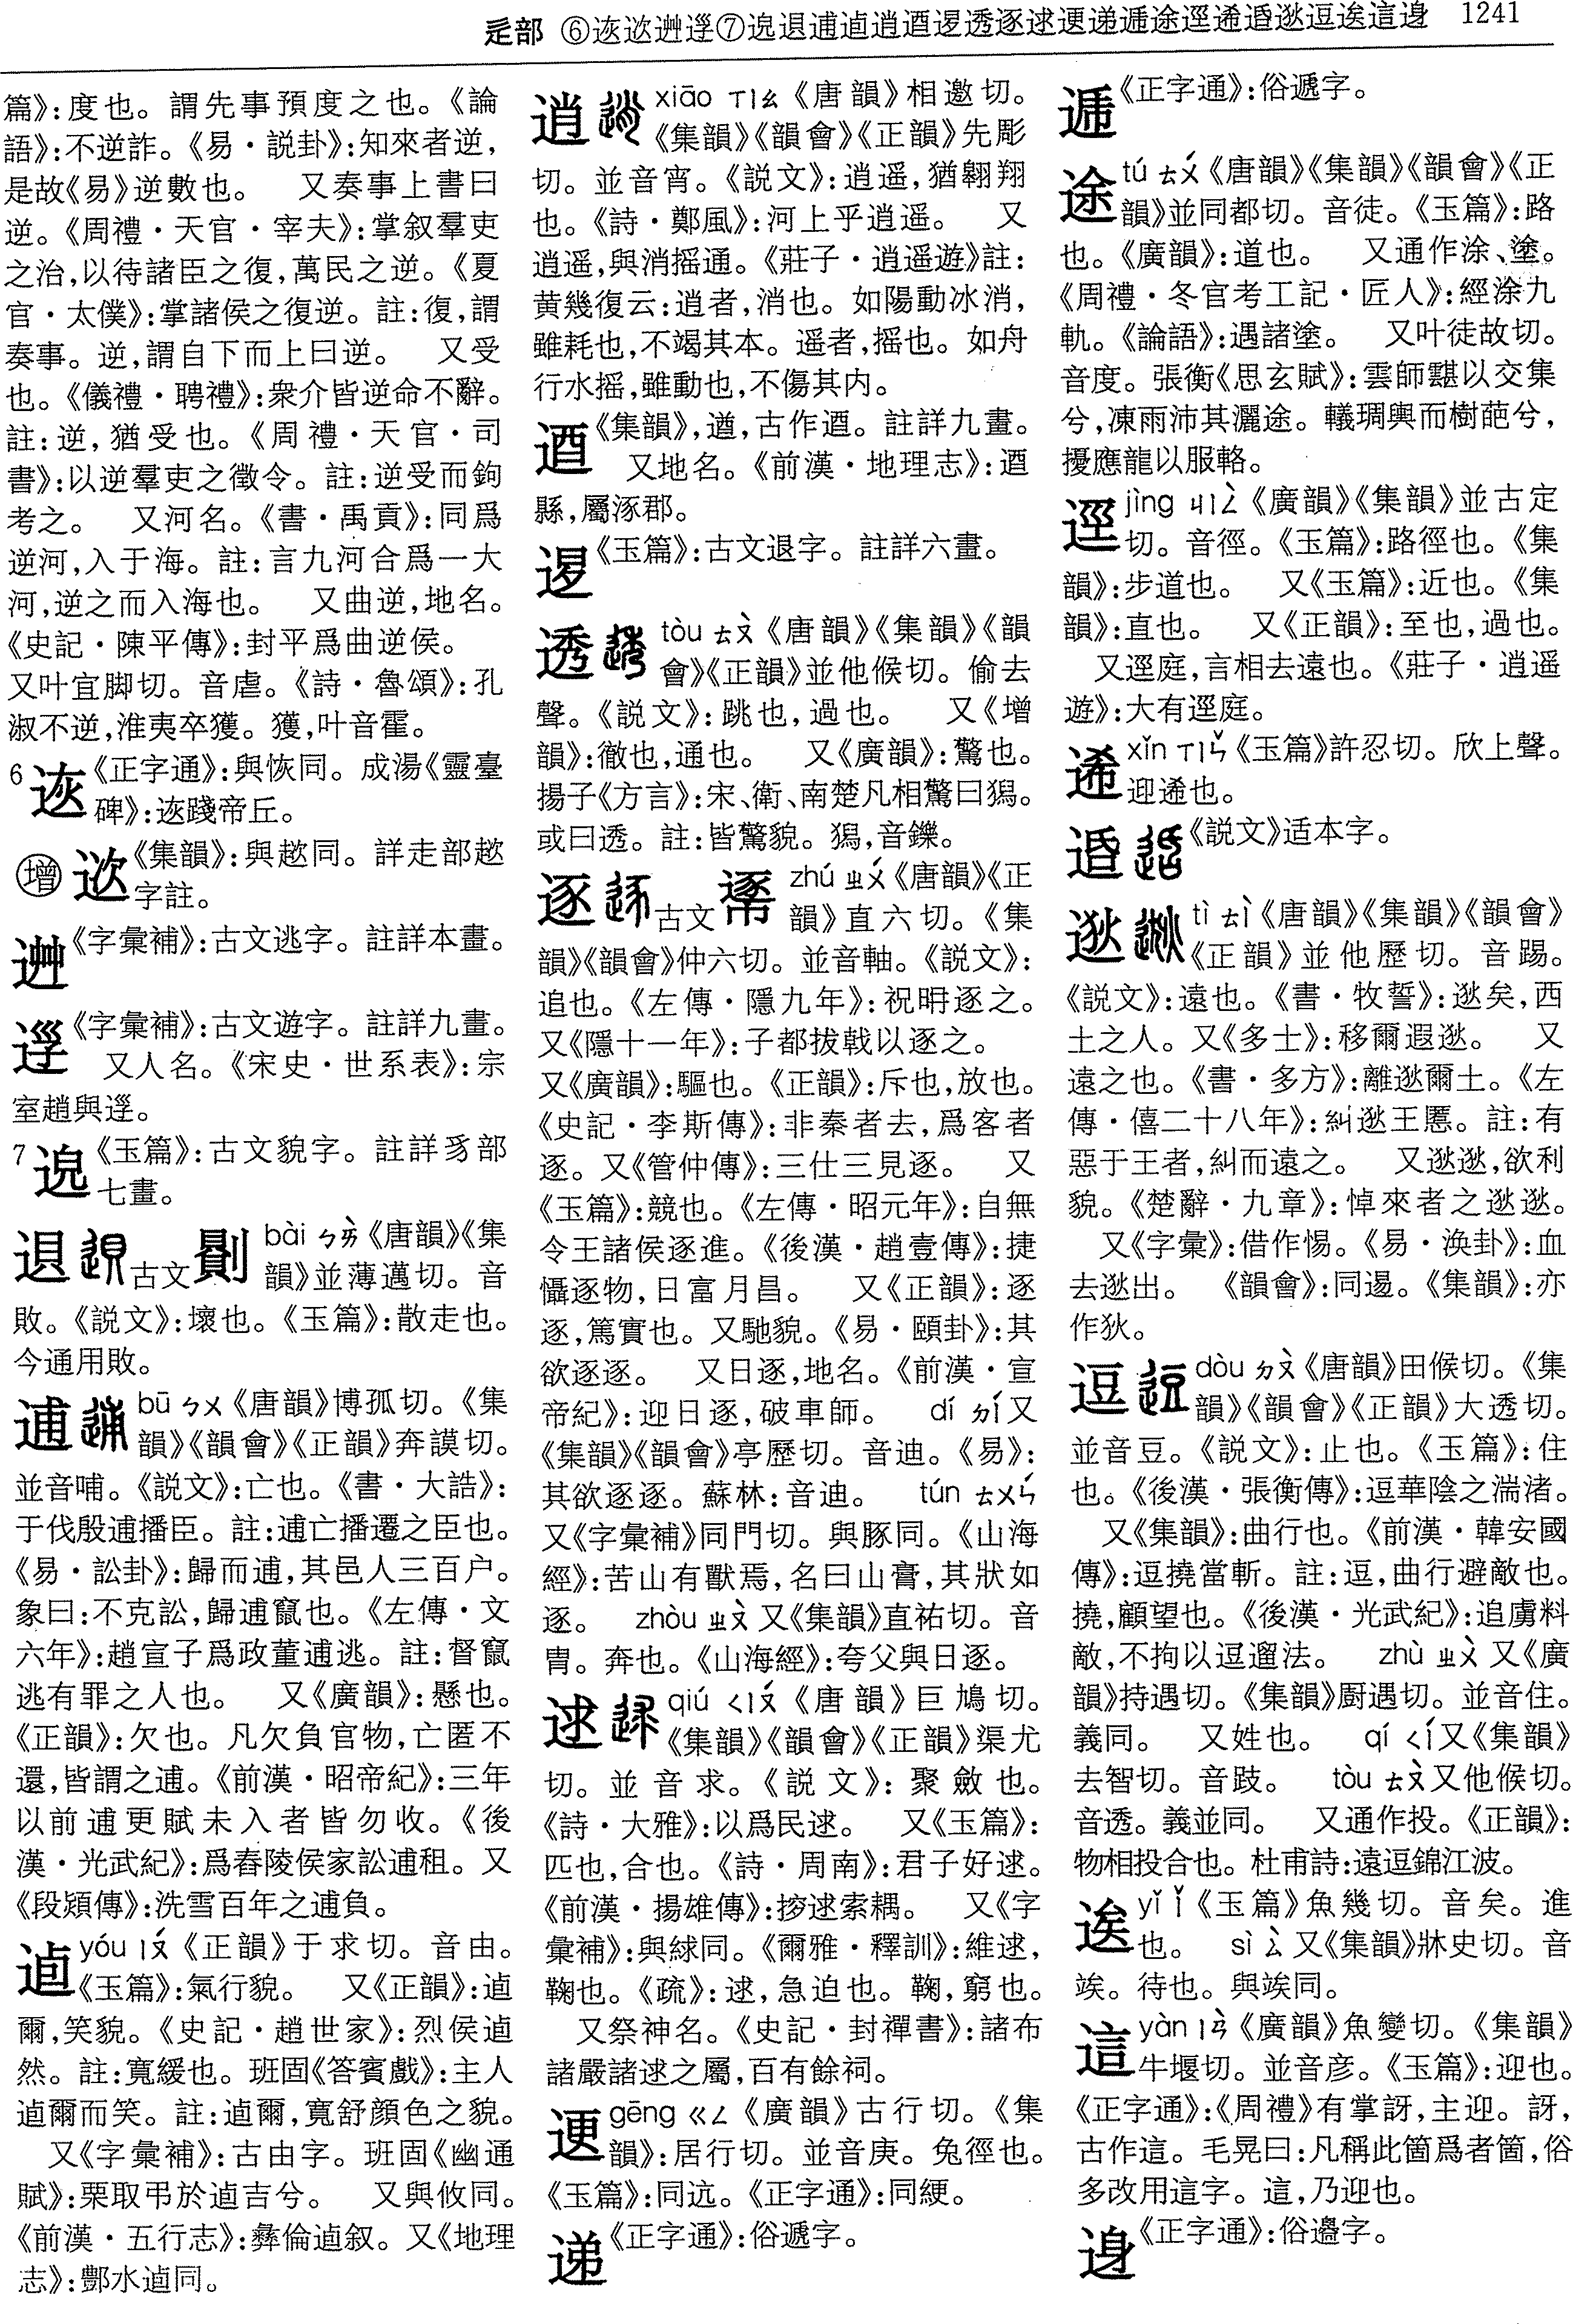 辵部 ⑥逤𨒪𨒫𨒰⑦逸退逋逌逍逎逻透逐逑逓递遞途逕逷逗逘這 1241
篇》:度也。謂先事預度之也。《論
語》:不逆詐。《易·説卦》:知來者逆,
是故《易》逆數也。　又奏事上書曰
逆。《周禮·天官·宰夫》:掌叙羣吏
之治,以待諸臣之復,萬民之逆。《夏
官·太僕》:掌諸侯之復逆。註:復,謂
奏事。逆,謂自下而上曰逆。　又受
也。《儀禮·聘禮》:衆介皆逆命不辭。
註:逆,猶受也。《周禮·天官·司
書》:以逆羣吏之徵令。註:逆受而鉤
考之。　又河名。《書·禹貢》:同爲
逆河,入于海。註:言九河合爲一大
河,逆之而入海也。　又曲逆,地名。
《史記·陳平傳》:封平爲曲逆侯。
又叶宜脚切。音虐。《詩·魯頌》:孔
淑不逆,淮夷卒獲。獲,叶音霍。
6 《正字通》:與恢同。成湯《靈臺
碑》:踐帝丘。
增 《集韻》:與趑同。詳走部趑
字註。
《字彙補》:古文逃字。註詳本畫。
《字彙補》:古文遊字。註詳九畫。
又人名。《宋史·世系表》:宗
室趙與。
7 《玉篇》:古文貌字。註詳豸部
七畫。
古文 bài ㄅㄞˋ《唐韻》《集
韻》並薄邁切。音
敗。《説文》:壞也。《玉篇》:散走也。
今通用敗。
逋 bū ㄅㄨ《唐韻》博孤切。《集
韻》《韻會》《正韻》奔謨切。
並音哺。《説文》:亡也。《書·大誥》:
于伐殷逋播臣。註:逋亡播遷之臣也。
《易·訟卦》:歸而逋,其邑人三百户。
象曰:不克訟,歸逋竄也。《左傳·文
六年》:趙宣子爲政董逋逃。註:督竄
逃有罪之人也。　又《廣韻》:懸也。
《正韻》:欠也。凡欠負官物,亡匿不
還,皆謂之逋。《前漢·昭帝紀》:三年
以前逋更賦未入者皆勿收。《後
漢·光武紀》:爲舂陵侯家訟逋租。又
《段熲傳》:洗雪百年之逋負。
逌 yóu ㄧㄡˊ《正韻》于求切。音由。
《玉篇》:氣行貌。　又《正韻》:逌
爾,笑貌。《史記·趙世家》:烈侯逌
然。註:寬緩也。班固《答賓戲》:主人
逌爾而笑。註:逌爾,寬舒顔色之貌。
又《字彙補》:古由字。班固《幽通
賦》:栗取弔於逌吉兮。　又與攸同。
《前漢·五行志》:彝倫逌叙。又《地理
志》:酆水逌同。
逍 xiāo ㄒㄧㄠ《唐韻》相邀切。
《集韻》《韻會》《正韻》先彫
切。並音宵。《説文》:逍遥,猶翱翔
也。《詩·鄭風》:河上乎逍遥。　又
逍遥,與消摇通。《莊子·逍遥遊》註:
黄幾復云:逍者,消也。如陽動冰消,
雖耗也,不竭其本。遥者,摇也。如舟
行水摇,雖動也,不傷其内。
逎 《集韻》,遒,古作逎。註詳九畫。
又地名。《前漢·地理志》:逎
縣,屬涿郡。
《玉篇》:古文退字。註詳六畫。
透 tòu ㄊㄡˋ《唐韻》《集韻》《韻
會》《正韻》並他候切。偷去
聲。《説文》:跳也,過也。　又《增
韻》:徹也,通也。　又《廣韻》:驚也。
揚子《方言》:宋、衛、南楚凡相驚曰獡。
或曰透。註:皆驚貌。獡,音鑠。
逐 古文 zhú ㄓㄨˊ《唐韻》《正
韻》直六切。《集
韻》《韻會》仲六切。並音軸。《説文》:
追也。《左傳·隱九年》:祝聃逐之。
又《隱十一年》:子都拔戟以逐之。
又《廣韻》:驅也。《正韻》:斥也,放也。
《史記·李斯傳》:非秦者去,爲客者
逐。又《管仲傳》:三仕三見逐。　又
《玉篇》:競也。《左傳·昭元年》:自無
令王諸侯逐進。《後漢·趙壹傳》:捷
懾逐物,日富月昌。　又《正韻》:逐
逐,篤實也。又馳貌。《易·頤卦》:其
欲逐逐。　又日逐,地名。《前漢·宣
帝紀》:迎日逐,破車師。　dí ㄉㄧˊ又
《集韻》《韻會》亭歷切。音迪。《易》:
其欲逐逐。蘇林:音迪。　tún ㄊㄨㄣˊ
又《字彙補》同門切。與豚同。《山海
經》:苦山有獸焉,名曰山膏,其狀如
逐。　zhòu ㄓㄡˋ又《集韻》直祐切。音
胄。奔也。《山海經》:夸父與日逐。
逑 qiú ㄑㄧㄡˊ《唐韻》巨鳩切。
《集韻》《韻會》《正韻》渠尤
切。並音求。《説文》:聚斂也。
《詩·大雅》:以爲民逑。　又《玉篇》:
匹也,合也。《詩·周南》:君子好逑。
《前漢·揚雄傳》:逑索耦。　又《字
彙補》:與絿同。《爾雅·釋訓》:維逑,
鞠也。《疏》:逑,急迫也。鞠,窮也。
又祭神名。《史記·封禪書》:諸布
諸嚴諸逑之屬,百有餘祠。
gēng ㄍㄥ《廣韻》古行切。《集
韻》:居行切。並音庚。兔徑也。
《玉篇》:同迒。《正字通》:同綆。
递 《正字通》:俗遞字。
《正字通》:俗遞字。
途 tú ㄊㄨˊ《唐韻》《集韻》《韻會》《正
韻》並同都切。音徒。《玉篇》:路
也。《廣韻》:道也。　又通作涂、塗。
《周禮·冬官考工記·匠人》:經涂九
軌。《論語》:遇諸塗。　又叶徒故切。
音度。張衡《思玄賦》:雲師䨴以交集
兮,凍雨沛其灑途。轙琱輿而樹葩兮,
擾應龍以服輅。
逕 jìng ㄐㄧㄥˋ《廣韻》《集韻》並古定
切。音徑。《玉篇》:路徑也。《集
韻》:步道也。　又《玉篇》:近也。《集
韻》:直也。　又《正韻》:至也,過也。
又逕庭,言相去遠也。《莊子·逍遥
遊》:大有逕庭。
xǐn ㄒㄧㄣˇ《玉篇》許忍切。欣上聲。
迎也。
《説文》适本字。
逖 tì ㄊㄧˋ《唐韻》《集韻》《韻會》
《正韻》並他歷切。音踢。
《説文》:遠也。《書·牧誓》:逖矣,西
土之人。又《多士》:移爾遐逖。　又
遠之也。《書·多方》:離逖爾土。《左
傳·僖二十八年》:糾逖王慝。註:有
惡于王者,糾而遠之。　又逖逖,欲利
貌。《楚辭·九章》:悼來者之逖逖。
又《字彙》:借作惕。《易·渙卦》:血
去逖出。　《韻會》:同逷。《集韻》:亦
作狄。
逗 dòu ㄉㄡˋ《唐韻》田候切。《集
韻》《韻會》《正韻》大透切。
並音豆。《説文》:止也。《玉篇》:住
也。《後漢·張衡傳》:逗華陰之湍渚。
又《集韻》:曲行也。《前漢·韓安國
傳》:逗撓當斬。註:逗,曲行避敵也。
撓,顧望也。《後漢·光武紀》:追虜料
敵,不拘以逗遛法。　zhù ㄓㄨˋ又《廣
韻》持遇切。《集韻》厨遇切。並音住。
義同。　又姓也。　qí ㄑㄧˊ又《集韻》
去智切。音跂。　tòu ㄊㄡˋ又他候切。
音透。義並同。　又通作投。《正韻》:
物相投合也。杜甫詩:遠逗錦江波。
逘 yǐ ㄧˇ《玉篇》魚幾切。音矣。進
也。　sì ㄙˋ又《集韻》牀史切。音
竢。待也。與竢同。
這 yàn ㄧㄢˋ《廣韻》魚變切。《集韻》
牛堰切。並音彦。《玉篇》:迎也。
《正字通》:《周禮》有掌訝,主迎。訝,
古作這。毛晃曰:凡稱此箇爲者箇,俗
多改用這字。這,乃迎也。
《正字通》:俗邊字。